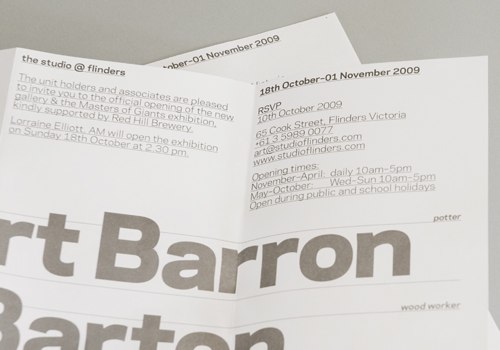 tober–01 November 2009
the studio @ flinders
The unit holders and associates are pleased
to invite you to the official opening of the new
gallery & the Masters of Giants exhibition,
kindly supported by Red Hill Brewery.
Lorraine Elliott, AM will open the exhibition
on Sunday 18th October at 2.30 pm.
18th October–01 November 2009
RSVP
10th October 2009
65 Cook Street, Flinders Victoria
+61 3 5989 0077
art@studioflinders.com
www.studioflinders.com
Opening times:
November–April: daily 10am–5pm
May–October: Wed–Sun 10am–5pm
Open during public and school holidays
potter
rt Barron
wood worker
Barton